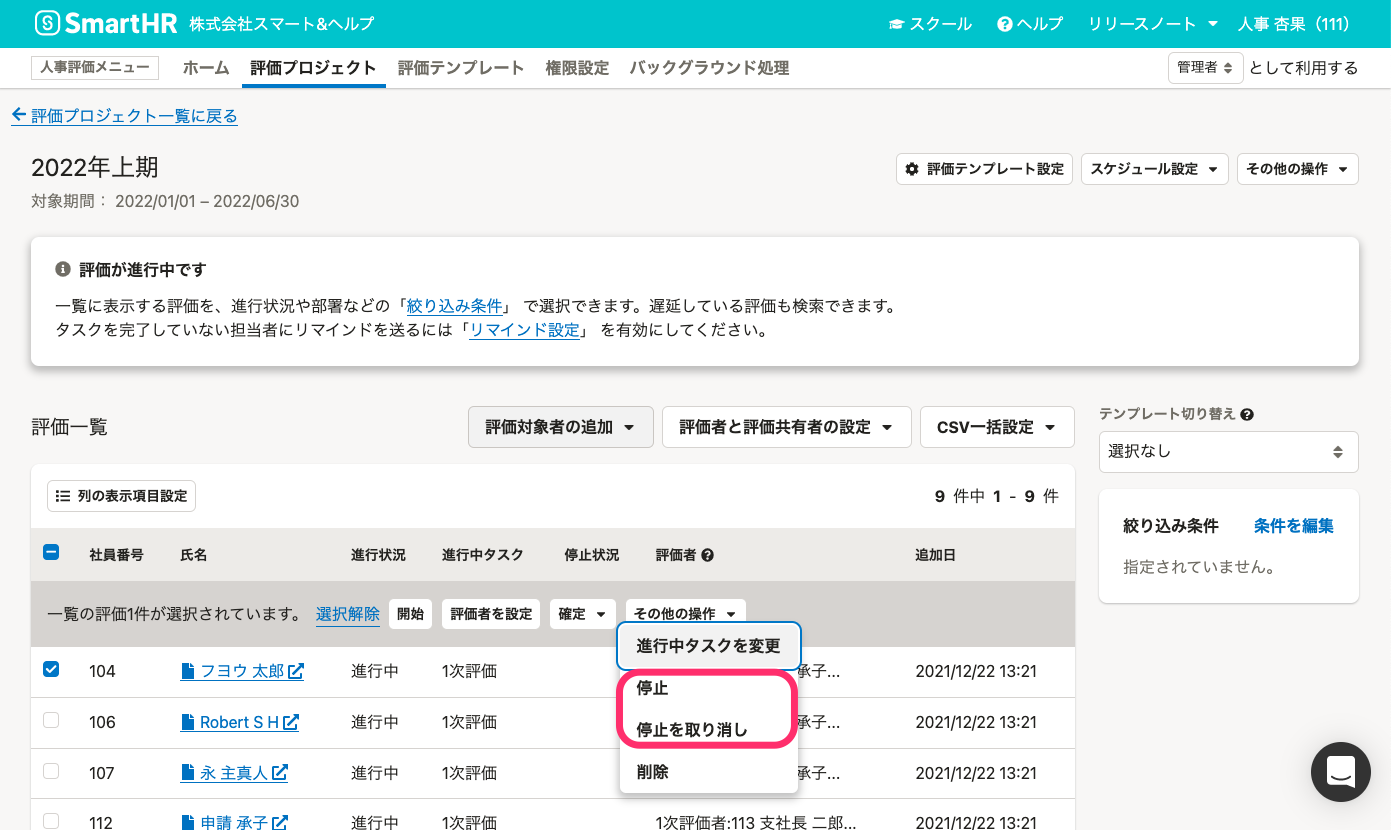 SmartHR 株式会社スマート&ヘルプ スクール ヘルプ リリースノート 人事 杏果（111）
人事評価メニュー ホーム 評価プロジェクト 評価テンプレート 権限設定 バックグラウンド処理 管理者 として利用する
評価プロジェクト一覧に戻る
2022年上期 評価テンプレート設定 スケジュール設定 その他の操作
対象期間： 2022/01/01 – 2022/06/30
評価が進行中です
一覧に表示する評価を、進行状況や部署などの「絞り込み条件」 で選択できます。遅延している評価も検索できます。
タスクを完了していない担当者にリマインドを送るには「リマインド設定」 を有効にしてください。
評価一覧 評価対象者の追加 評価者と評価共有者の設定 CSV一括設定
テンプレート切り替え
選択なし
列の表示項目設定 9 件中 1 - 9 件
絞り込み条件 条件を編集
指定されていません。
社員番号 氏名 進行状況 進行中タスク 停止状況 評価者 追加日
一覧の評価1件が選択されています。 選択解除 開始 評価者を設定 確定 その他の操作
進行中タスクを変更
停止
停止を取り消し
削除
104 フヨウ 太郎 進行中 1次評価 承子... 2021/12/22 13:21
106 Robert S H 進行中 1次評価 承子... 2021/12/22 13:21
107 永 主真人 進行中 1次評価 承子... 2021/12/22 13:21
112 申請 承子 進行中 1次評価 1次評価者:113 支社長 二郎... 2021/12/22 13:21